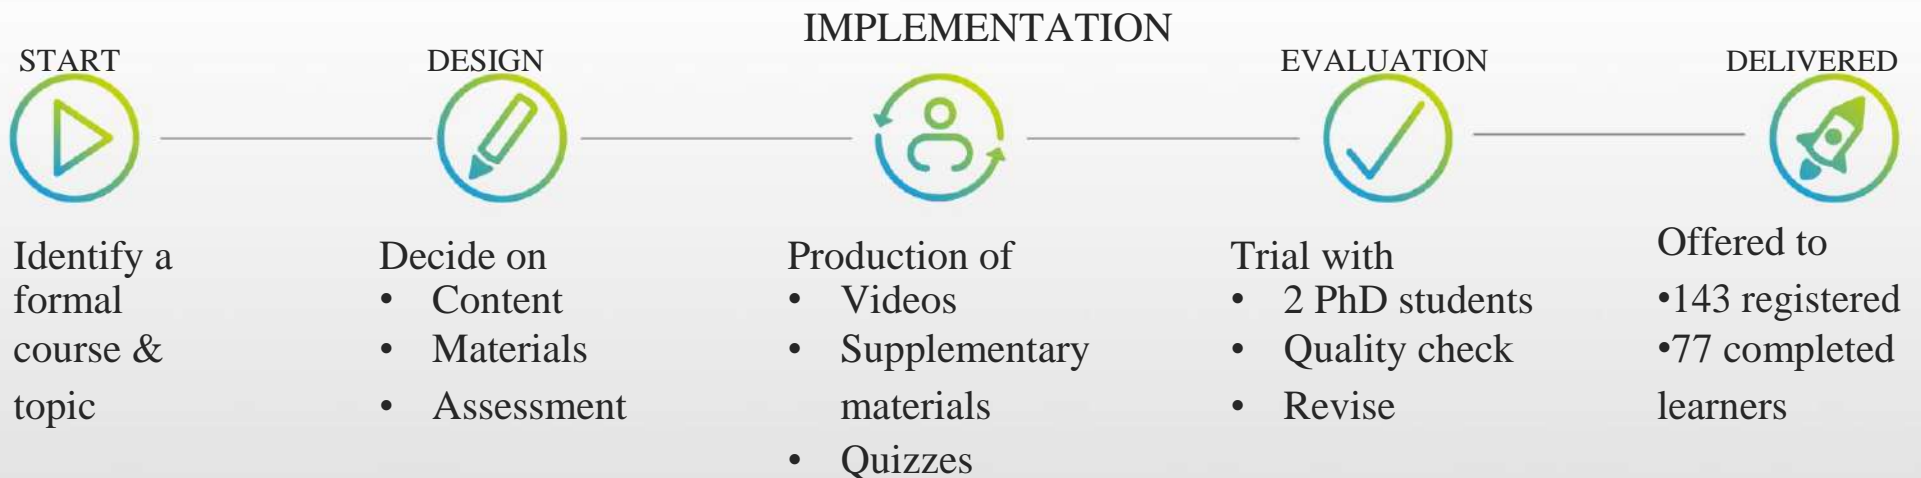 IMPLEMENTATION
START
DESIGN
EVALUATION
DELIVERED
Identify a
formal
course &
topic
Decide on
• Content
• Materials
• Assessment
Production of
• Videos
• Supplementary
materials
• Quizzes
Trial with
• 2 PhD students
• Quality check
• Revise
Offered to
•143 registered
•77 completed
learners